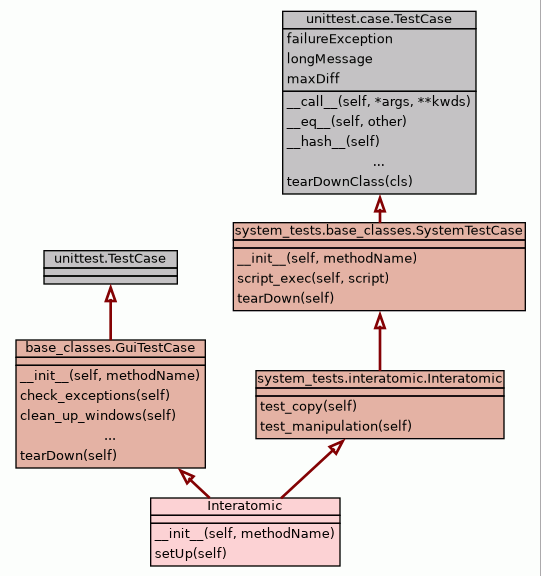 unittest.case.TestCase
failureException
longMessage
maxDiff
__call__(self, *args, **kwds)
__eq__(self, other)
__hash__(self)
...
tearDownClass(cls)
system_tests.base_classes.SystemTestCase
__init__(self, methodName)
script_exec(self, script)
tearDown(self)
unittest.TestCase
base_classes.GuiTestCase
__init__(self, methodName)
check_exceptions(self)
clean_up_windows(self)
...
tearDown(self)
system_tests.interatomic.Interatomic
test_copy(self)
test_manipulation(self)
Interatomic
__init__(self, methodName)
setUp(self)